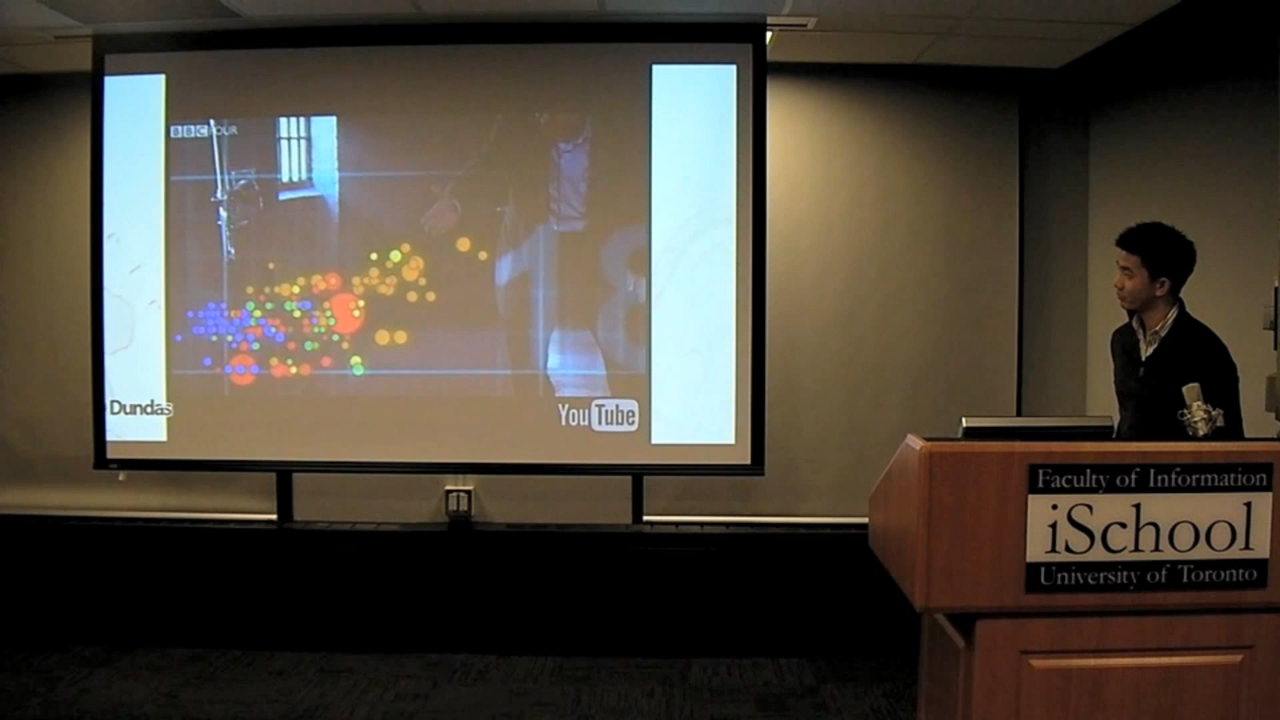 BBC FOUR
Dundas
YouTube
Faculty of Information
iSchool
University of Toronto